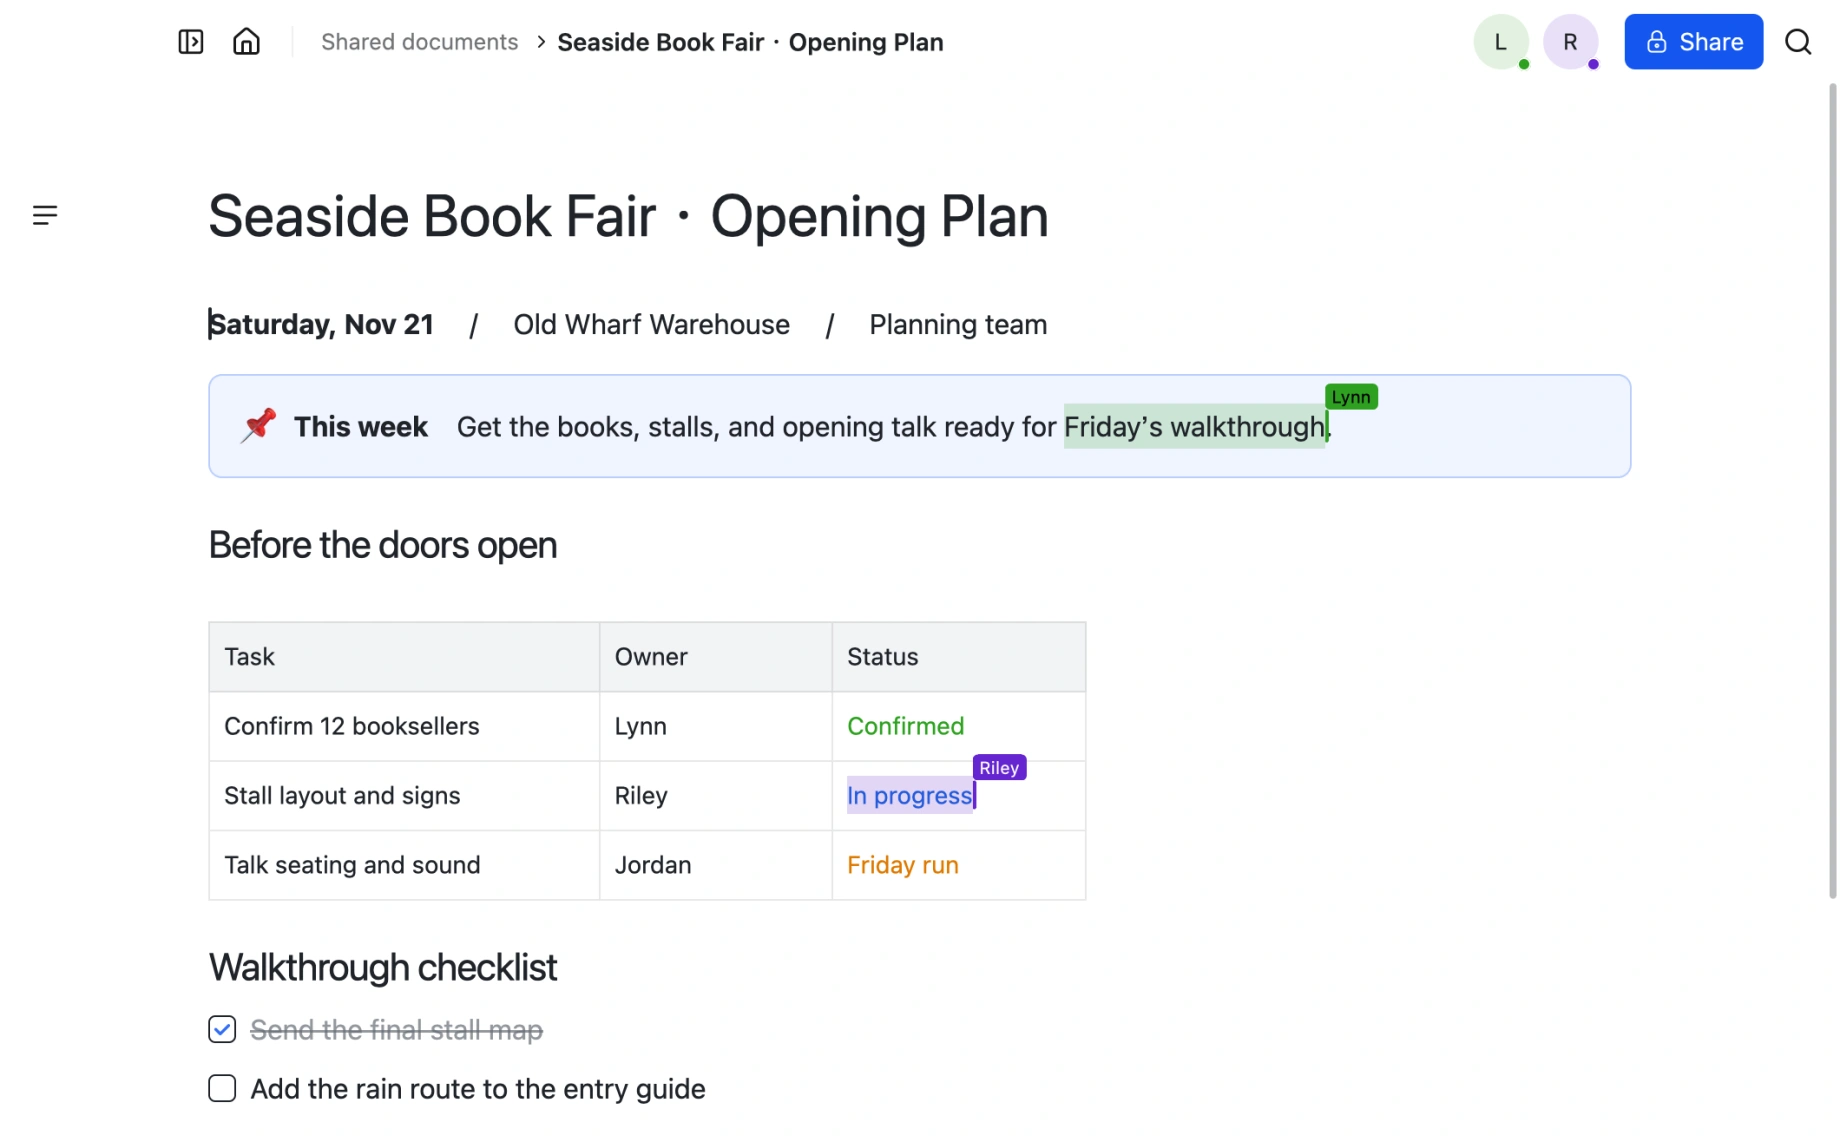 Shared documents > Seaside Book Fair · Opening Plan
L
R
Share
Seaside Book Fair · Opening Plan
Saturday, Nov 21 / Old Wharf Warehouse / Planning team
Lynn
This week Get the books, stalls, and opening talk ready for Friday’s walkthrough.
Before the doors open
Task Owner Status
Confirm 12 booksellers Lynn Confirmed
Riley
Stall layout and signs Riley In progress
Talk seating and sound Jordan Friday run
Walkthrough checklist
Send the final stall map
Add the rain route to the entry guide